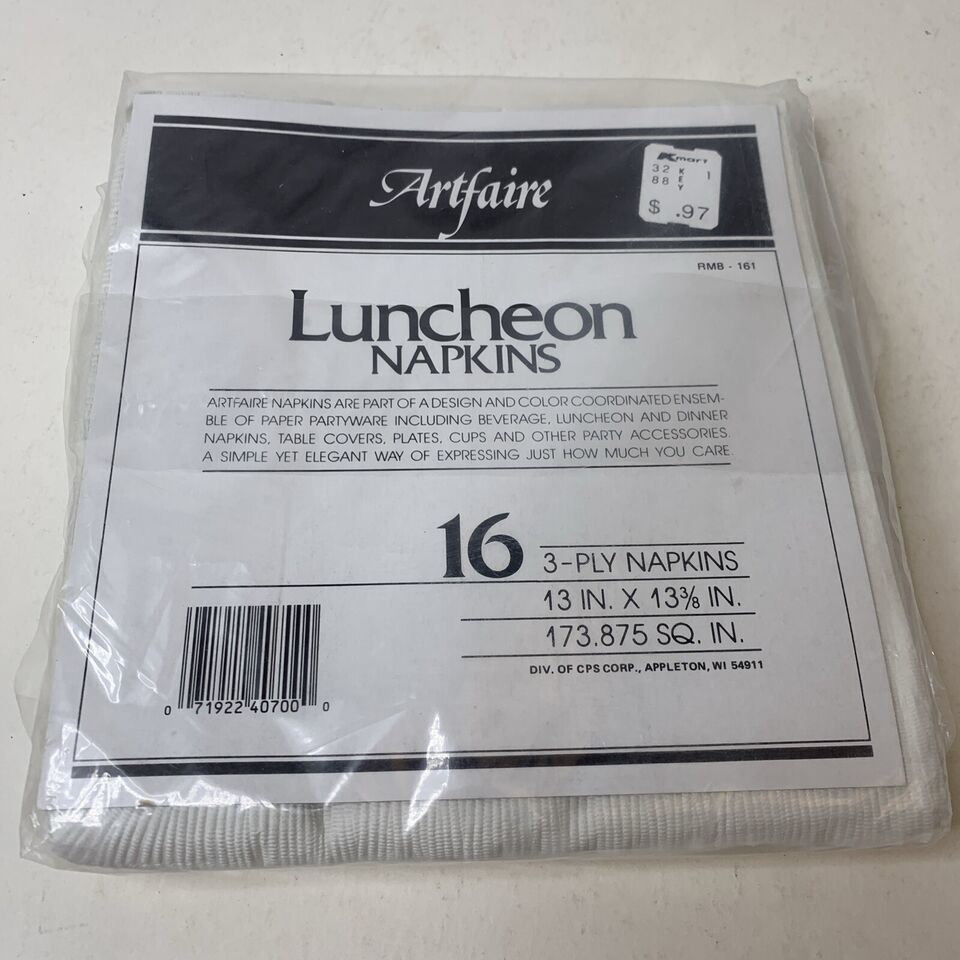 Artfaire
Kmart
32 K 1
88 E
Y
$ .97
RMB - 161
Luncheon
NAPKINS
ARTFAIRE NAPKINS ARE PART OF A DESIGN AND COLOR COORDINATED ENSEM-
BLE OF PAPER PARTYWARE INCLUDING BEVERAGE, LUNCHEON AND DINNER
NAPKINS, TABLE COVERS, PLATES, CUPS AND OTHER PARTY ACCESSORIES.
A SIMPLE YET ELEGANT WAY OF EXPRESSING JUST HOW MUCH YOU CARE.
16 3-PLY NAPKINS
13 IN. X 13⅜ IN.
173.875 SQ. IN.
DIV. OF CPS CORP., APPLETON, WI 54911
0 71922 40700 0